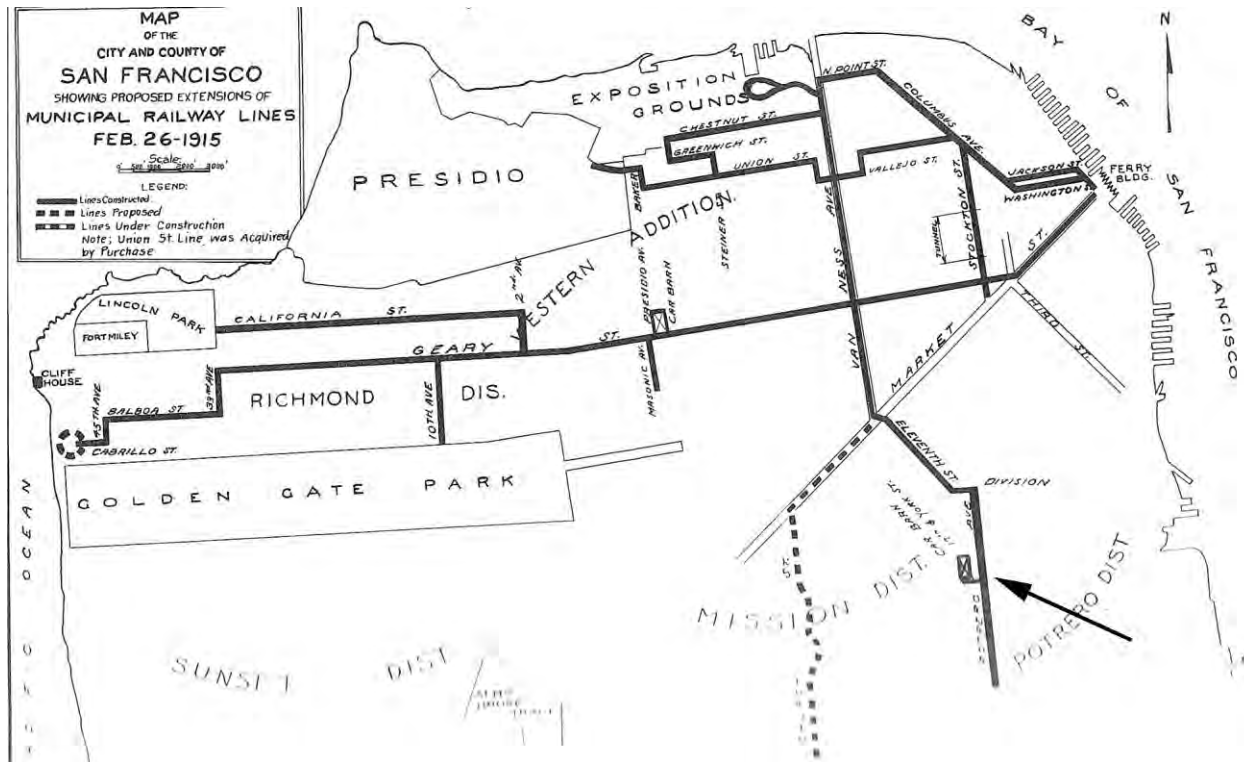 MAP
OF THE
CITY AND COUNTY OF
SAN FRANCISCO
SHOWING PROPOSED EXTENSIONS OF
MUNICIPAL RAILWAY LINES
FEB. 26-1915
Scale:
LEGEND:
Lines Constructed
Lines Proposed
Lines Under Construction
Note; Union St. Line was Acquired
by Purchase
N
BAY OF SAN FRANCISCO
EXPOSITION
GROUNDS
N POINT ST.
COLUMBUS AVE.
CHESTNUT ST.
GREENWICH ST.
UNION ST.
VALLEJO ST.
JACKSON ST.
WASHINGTON ST.
FERRY
BLDG.
PRESIDIO
BAKER
WESTERN ADDITION.
STEINER ST.
VAN NESS AVE
STOCKTON ST.
TUNNEL
PRESIDIO AV.
CAR BARN
2ND. AV.
LINCOLN PARK
FORT MILEY
CALIFORNIA ST.
GEARY ST.
MARKET ST.
THIRD ST.
CLIFF
HOUSE
45TH AVE
BALBOA ST.
39TH AVE
RICHMOND DIS.
10TH AVE
MASONIC AV.
CABRILLO ST.
GOLDEN GATE PARK
OCEAN
ELEVENTH ST.
DIVISION
AVE
CAR BARN
17TH & YORK ST.
MISSION DIST.
POTRERO DIST.
SUNSET DIST